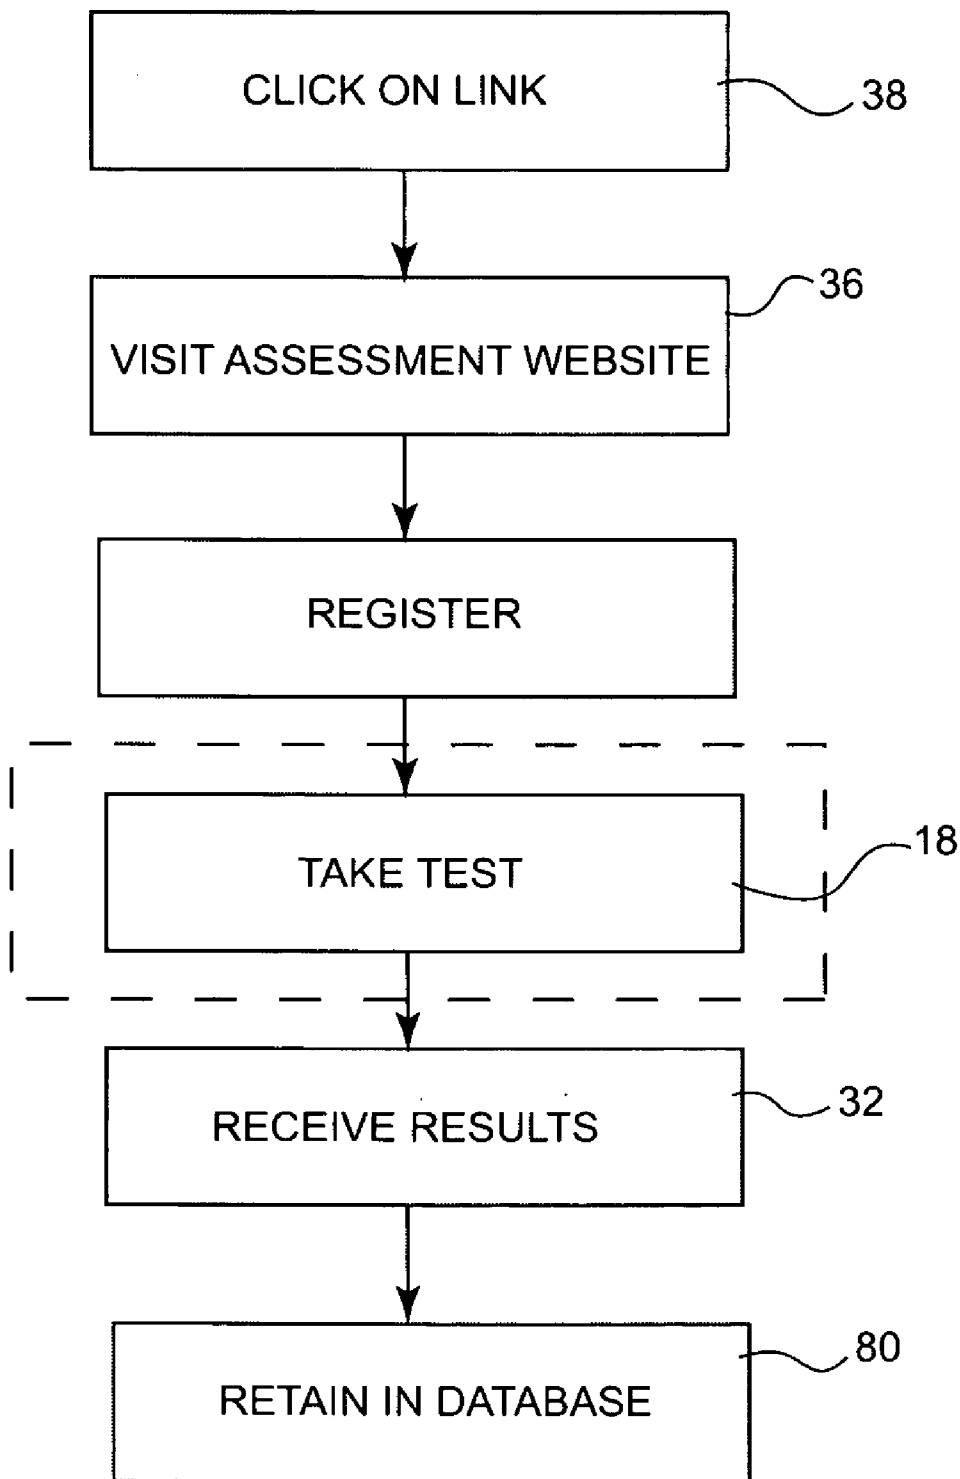 CLICK ON LINK
38
VISIT ASSESSMENT WEBSITE
36
REGISTER
TAKE TEST
18
RECEIVE RESULTS
32
RETAIN IN DATABASE
80